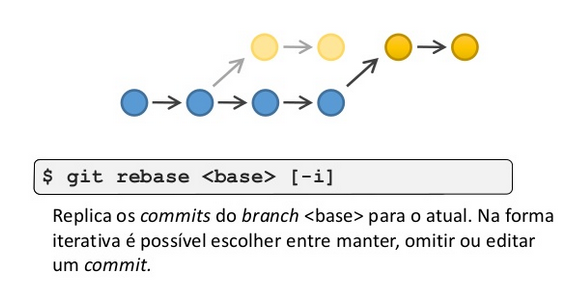 $ git rebase <base> [-i]
Replica os commits do branch <base> para o atual. Na forma
iterativa é possível escolher entre manter, omitir ou editar
um commit.